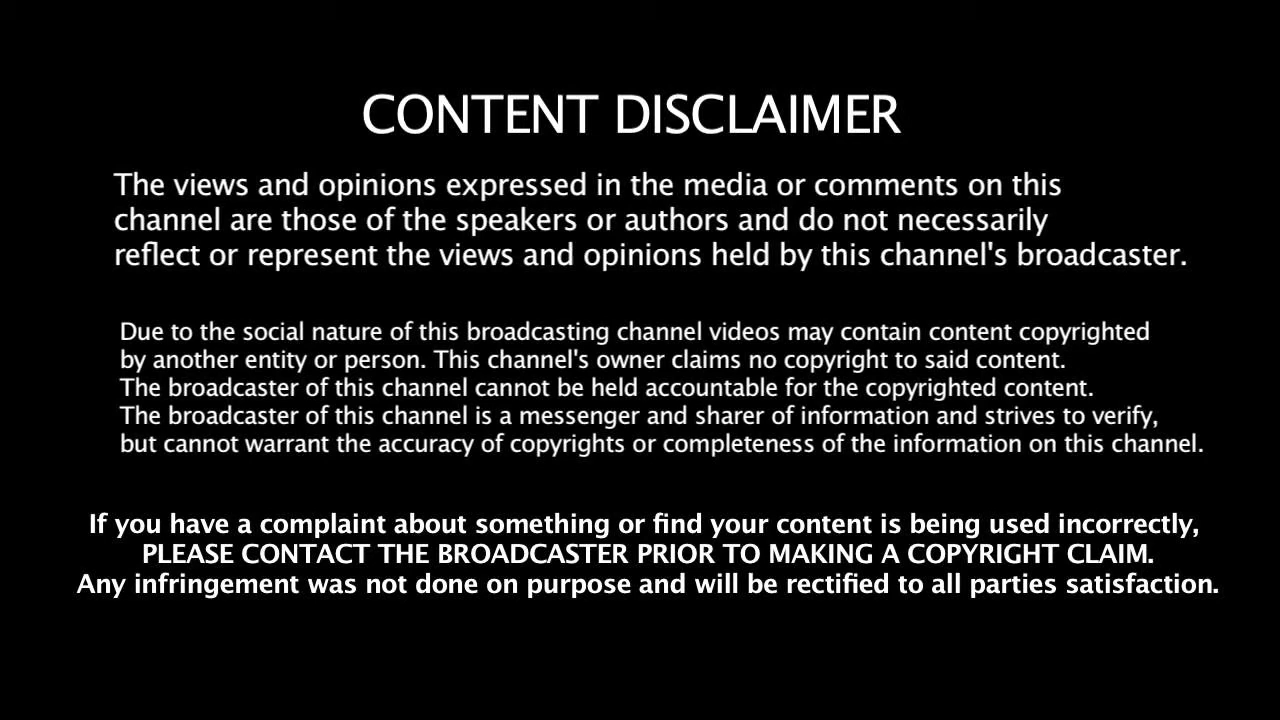 CONTENT DISCLAIMER
The views and opinions expressed in the media or comments on this
channel are those of the speakers or authors and do not necessarily
reflect or represent the views and opinions held by this channel's broadcaster.
Due to the social nature of this broadcasting channel videos may contain content copyrighted
by another entity or person. This channel's owner claims no copyright to said content.
The broadcaster of this channel cannot be held accountable for the copyrighted content.
The broadcaster of this channel is a messenger and sharer of information and strives to verify,
but cannot warrant the accuracy of copyrights or completeness of the information on this channel.
If you have a complaint about something or find your content is being used incorrectly,
PLEASE CONTACT THE BROADCASTER PRIOR TO MAKING A COPYRIGHT CLAIM.
Any infringement was not done on purpose and will be rectified to all parties satisfaction.